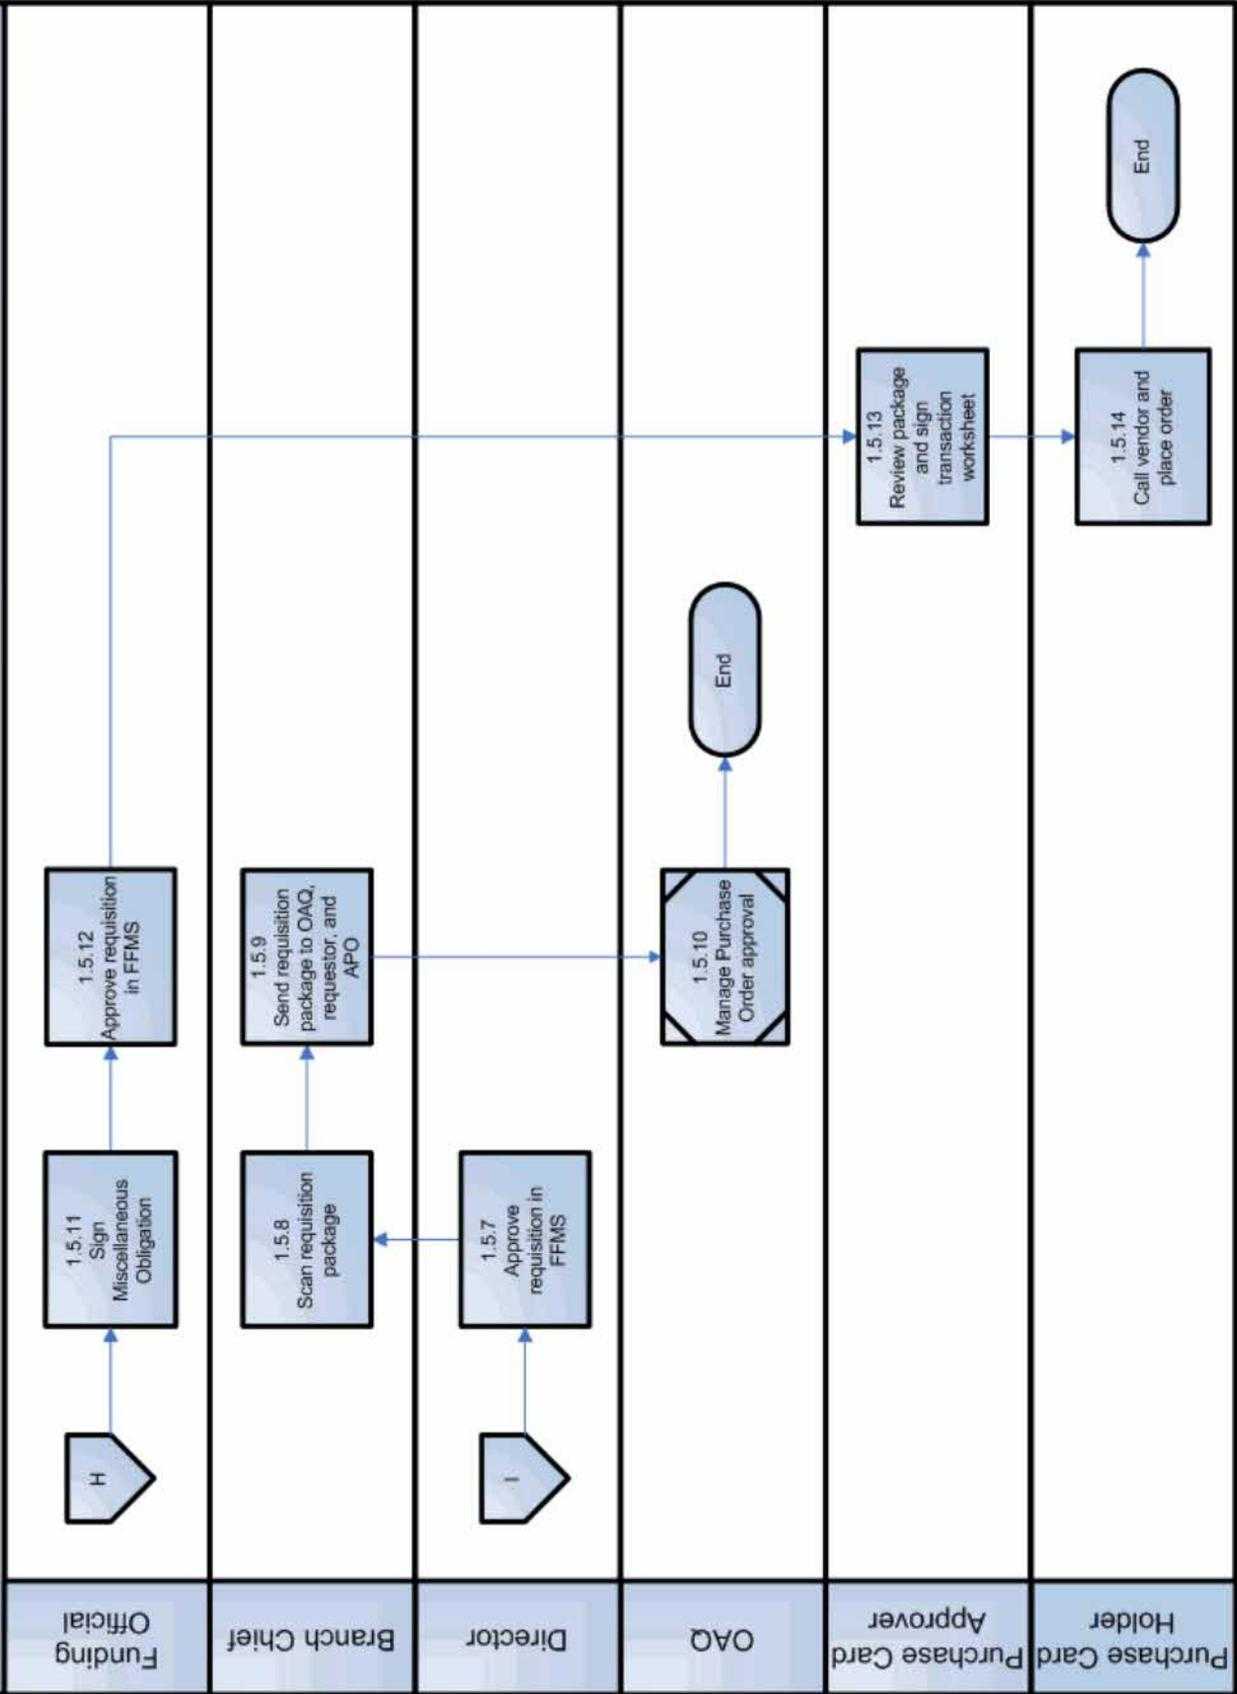 Funding
Official
H
1.5.11
Sign
Miscellaneous
Obligation
1.5.12
Approve requisition
in FFMS
Branch Chief
1.5.8
Scan requisition
package
1.5.9
Send requisition
package to OAQ,
requestor, and
APO
Director
I
1.5.7
Approve
requisition in
FFMS
OAQ
1.5.10
Manage Purchase
Order approval
End
Purchase Card
Approver
1.5.13
Review package
and sign
transaction
worksheet
Purchase Card
Holder
1.5.14
Call vendor and
place order
End